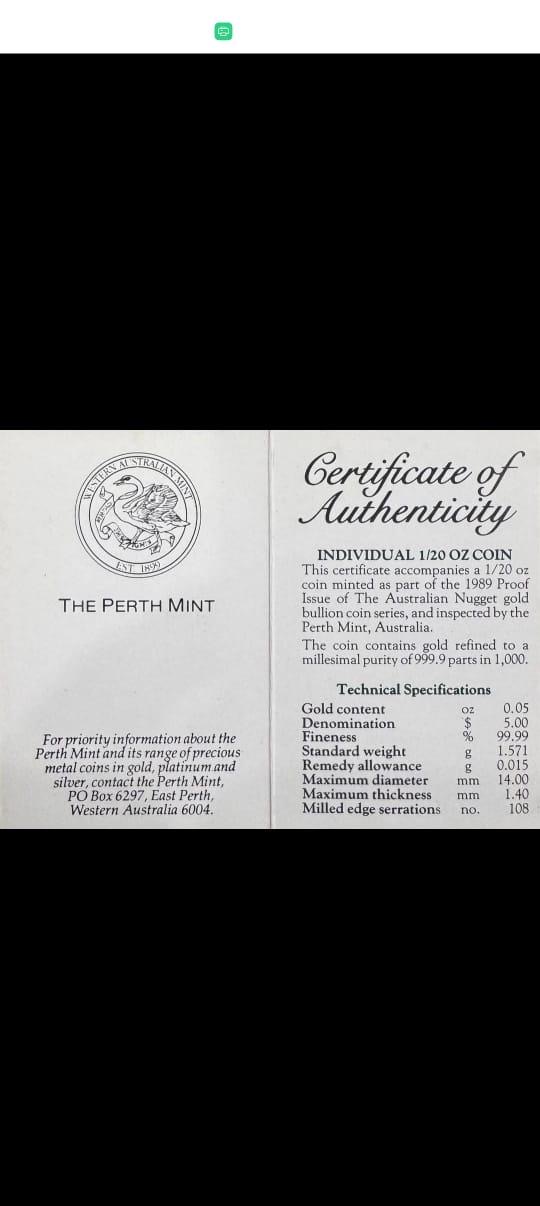 WESTERN AUSTRALIAN MINT
EST. 1899
THE PERTH MINT
For priority information about the
Perth Mint and its range of precious
metal coins in gold, platinum and
silver, contact the Perth Mint,
PO Box 6297, East Perth,
Western Australia 6004.
Certificate of
Authenticity
INDIVIDUAL 1/20 OZ COIN
This certificate accompanies a 1/20 oz
coin minted as part of the 1989 Proof
Issue of The Australian Nugget gold
bullion coin series, and inspected by the
Perth Mint, Australia.
The coin contains gold refined to a
millesimal purity of 999.9 parts in 1,000.
Technical Specifications
Gold content oz 0.05
Denomination $ 5.00
Fineness % 99.99
Standard weight g 1.571
Remedy allowance g 0.015
Maximum diameter mm 14.00
Maximum thickness mm 1.40
Milled edge serrations no. 108